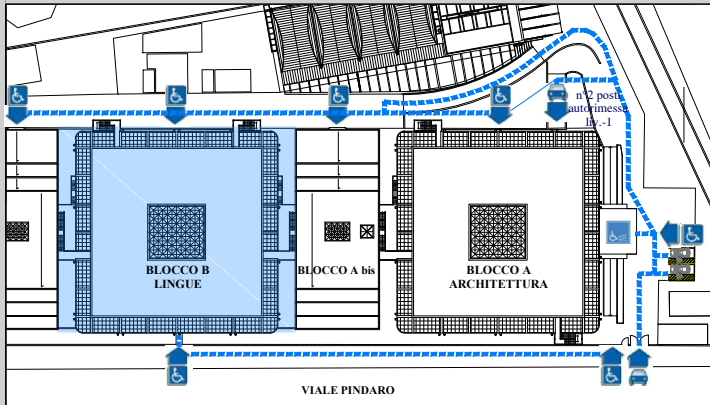 n°2 posti
autorimessa
liv.-1
BLOCCO B
LINGUE
BLOCCO A bis
BLOCCO A
ARCHITETTURA
VIALE PINDARO